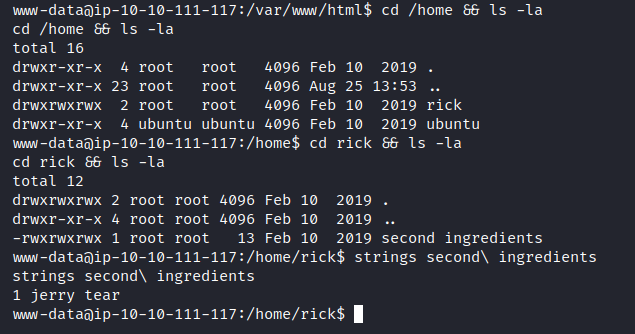 www-data@ip-10-10-111-117:/var/www/html$ cd /home && ls -la
cd /home && ls -la
total 16
drwxr-xr-x  4 root   root   4096 Feb 10  2019 .
drwxr-xr-x 23 root   root   4096 Aug 25 13:53 ..
drwxrwxrwx  2 root   root   4096 Feb 10  2019 rick
drwxr-xr-x  4 ubuntu ubuntu 4096 Feb 10  2019 ubuntu
www-data@ip-10-10-111-117:/home$ cd rick && ls -la
cd rick && ls -la
total 12
drwxrwxrwx 2 root root 4096 Feb 10  2019 .
drwxr-xr-x 4 root root 4096 Feb 10  2019 ..
-rwxrwxrwx 1 root root   13 Feb 10  2019 second ingredients
www-data@ip-10-10-111-117:/home/rick$ strings second\ ingredients
strings second\ ingredients
1 jerry tear
www-data@ip-10-10-111-117:/home/rick$